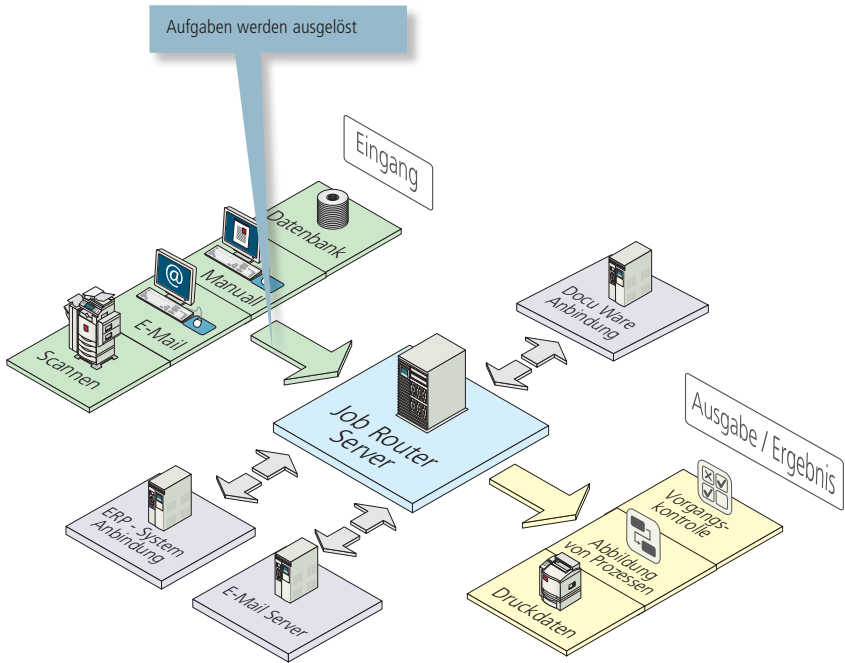 Aufgaben werden ausgelöst
Eingang
Datenbank
Manuall
@
E-Mail
Scannen
Docu Ware
Anbindung
Job Router
Server
Ausgabe / Ergebnis
ERP - System
Anbindung
E-Mail Server
Vorgangs-
kontrolle
Abbildung
von Prozessen
Druckdaten